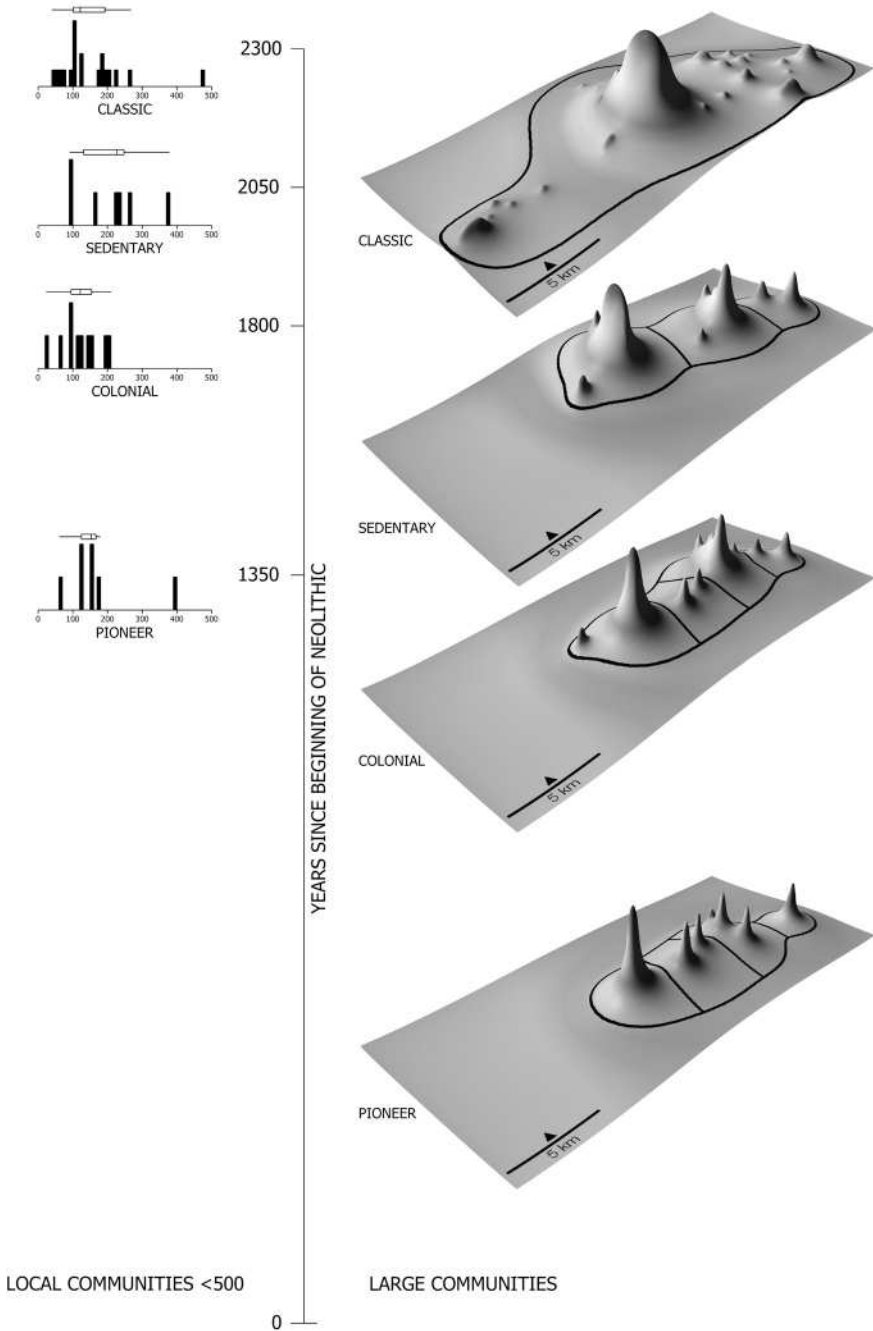 0 100 200 300 400 500
CLASSIC
0 100 200 300 400 500
SEDENTARY
0 100 200 300 400 500
COLONIAL
0 100 200 300 400 500
PIONEER
2300
2050
1800
1350
0
YEARS SINCE BEGINNING OF NEOLITHIC
CLASSIC
5 km
SEDENTARY
5 km
COLONIAL
5 km
PIONEER
5 km
LOCAL COMMUNITIES <500
LARGE COMMUNITIES